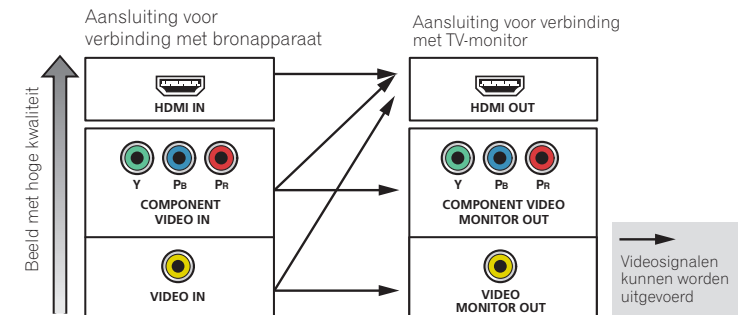 Aansluiting voor
verbinding met bronapparaat
Aansluiting voor verbinding
met TV-monitor
Beeld met hoge kwaliteit
HDMI IN
HDMI OUT
Y PB PR
COMPONENT
VIDEO IN
Y PB PR
COMPONENT VIDEO
MONITOR OUT
VIDEO IN
VIDEO
MONITOR OUT
Videosignalen
kunnen worden
uitgevoerd